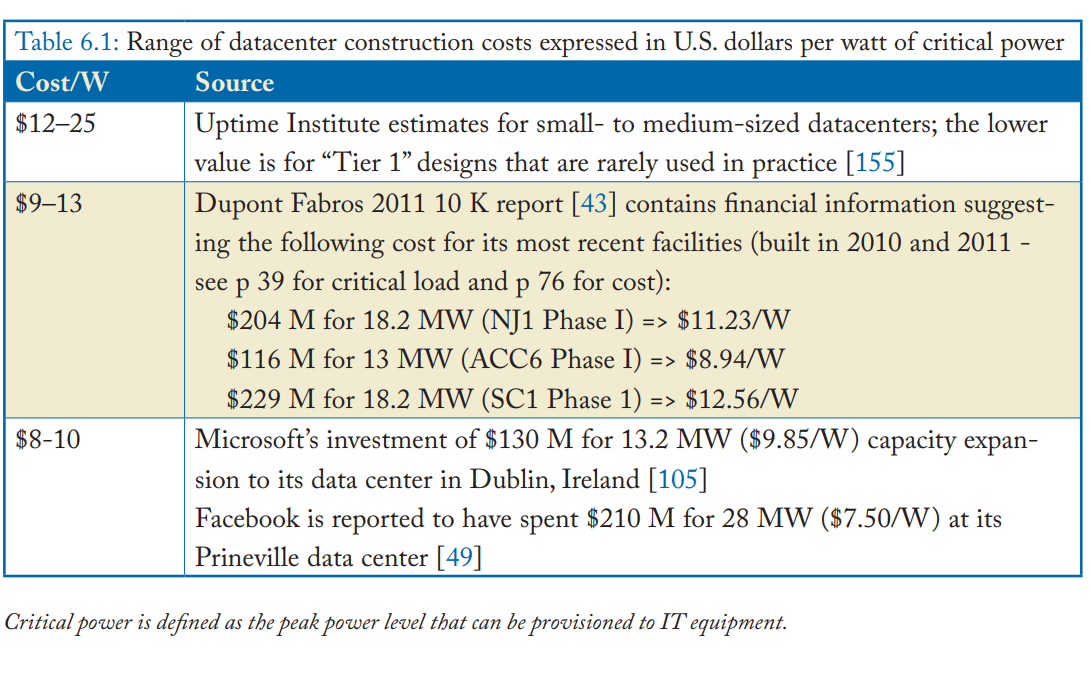 Table 6.1: Range of datacenter construction costs expressed in U.S. dollars per watt of critical power
Cost/W Source
$12–25 Uptime Institute estimates for small- to medium-sized datacenters; the lower
value is for “Tier 1” designs that are rarely used in practice [155]
$9–13 Dupont Fabros 2011 10 K report [43] contains financial information suggest-
ing the following cost for its most recent facilities (built in 2010 and 2011 -
see p 39 for critical load and p 76 for cost):
$204 M for 18.2 MW (NJ1 Phase I) => $11.23/W
$116 M for 13 MW (ACC6 Phase I) => $8.94/W
$229 M for 18.2 MW (SC1 Phase 1) => $12.56/W
$8-10 Microsoft’s investment of $130 M for 13.2 MW ($9.85/W) capacity expan-
sion to its data center in Dublin, Ireland [105]
Facebook is reported to have spent $210 M for 28 MW ($7.50/W) at its
Prineville data center [49]
Critical power is defined as the peak power level that can be provisioned to IT equipment.